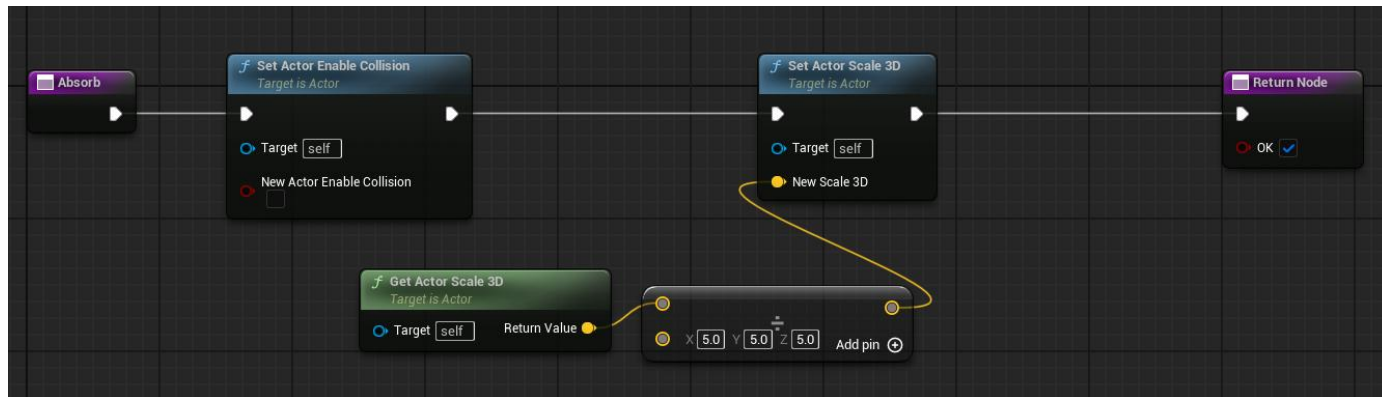 Absorb
f Set Actor Enable Collision
Target is Actor
Target self
New Actor Enable Collision
f Set Actor Scale 3D
Target is Actor
Target self
New Scale 3D
Return Node
OK
f Get Actor Scale 3D
Target is Actor
Target self Return Value
÷
X 5.0 Y 5.0 Z 5.0 Add pin